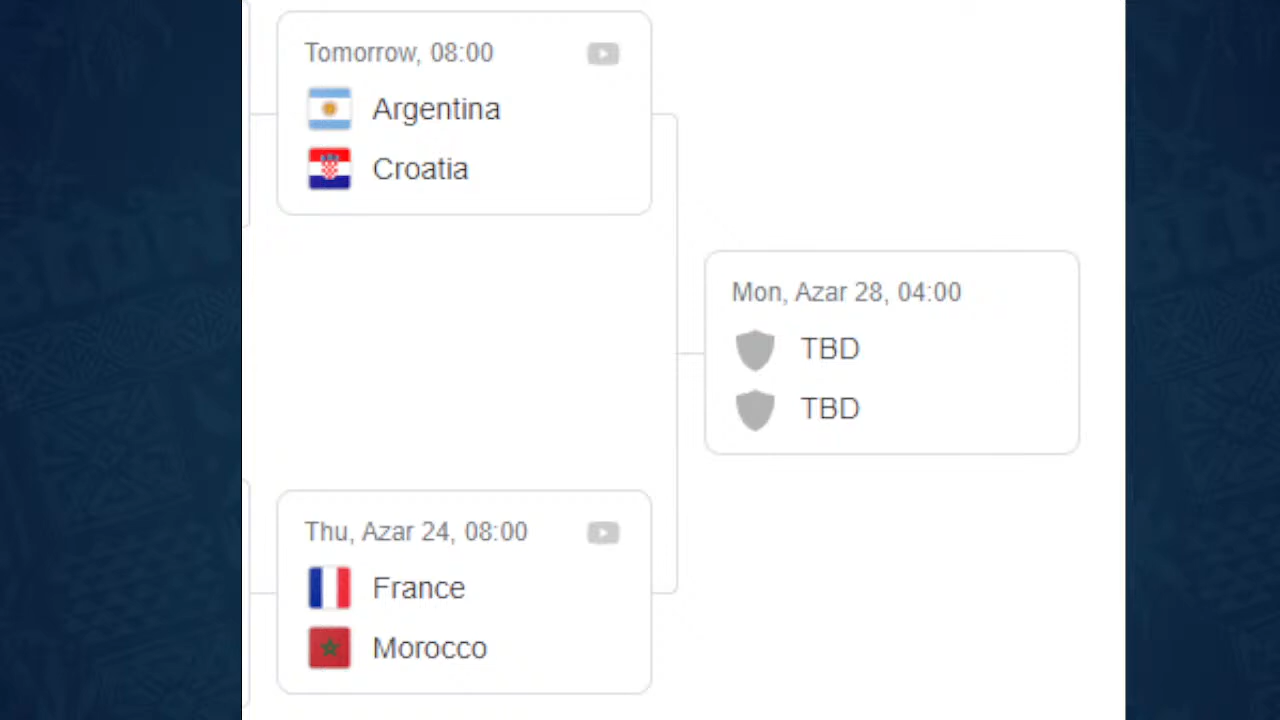 Tomorrow, 08:00
Argentina
Croatia
Mon, Azar 28, 04:00
TBD
TBD
Thu, Azar 24, 08:00
France
Morocco